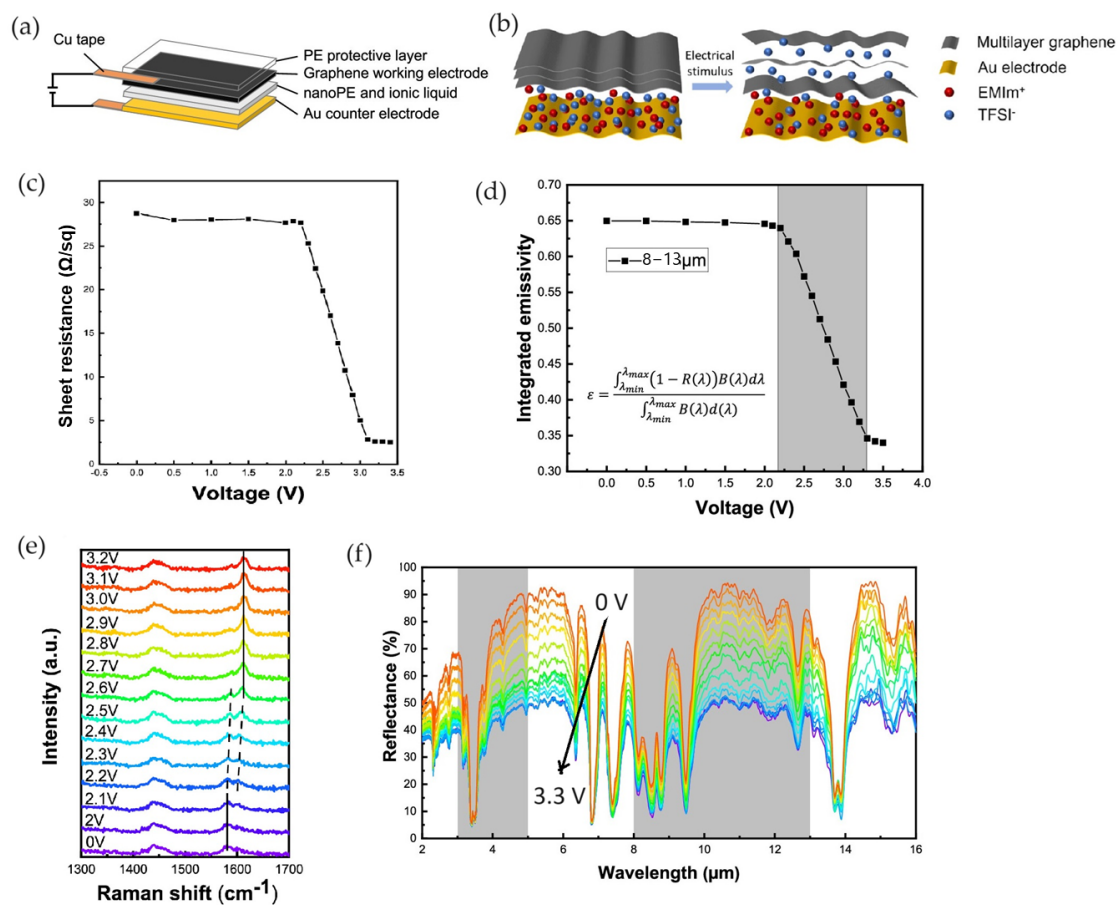 (a)
Cu tape
PE protective layer
Graphene working electrode
nanoPE and ionic liquid
Au counter electrode
(b)
Electrical
stimulus
Multilayer graphene
Au electrode
EMIm⁺
TFSI⁻
(c)
Sheet resistance (Ω/sq)
30
25
20
15
10
5
0
-0.5 0.0 0.5 1.0 1.5 2.0 2.5 3.0 3.5
Voltage (V)
(d)
Integrated emissivity
0.70
0.65
0.60
0.55
0.50
0.45
0.40
0.35
0.30
8−13μm
ε = ∫λmin^λmax (1 − R(λ))B(λ)dλ / ∫λmin^λmax B(λ)d(λ)
0.0 0.5 1.0 1.5 2.0 2.5 3.0 3.5 4.0
Voltage (V)
(e)
Intensity (a.u.)
3.2V
3.1V
3.0V
2.9V
2.8V
2.7V
2.6V
2.5V
2.4V
2.3V
2.2V
2.1V
2V
0V
1300 1400 1500 1600 1700
Raman shift (cm⁻¹)
(f)
Reflectance (%)
100
90
80
70
60
50
40
30
20
10
0
0 V
3.3 V
2 4 6 8 10 12 14 16
Wavelength (μm)